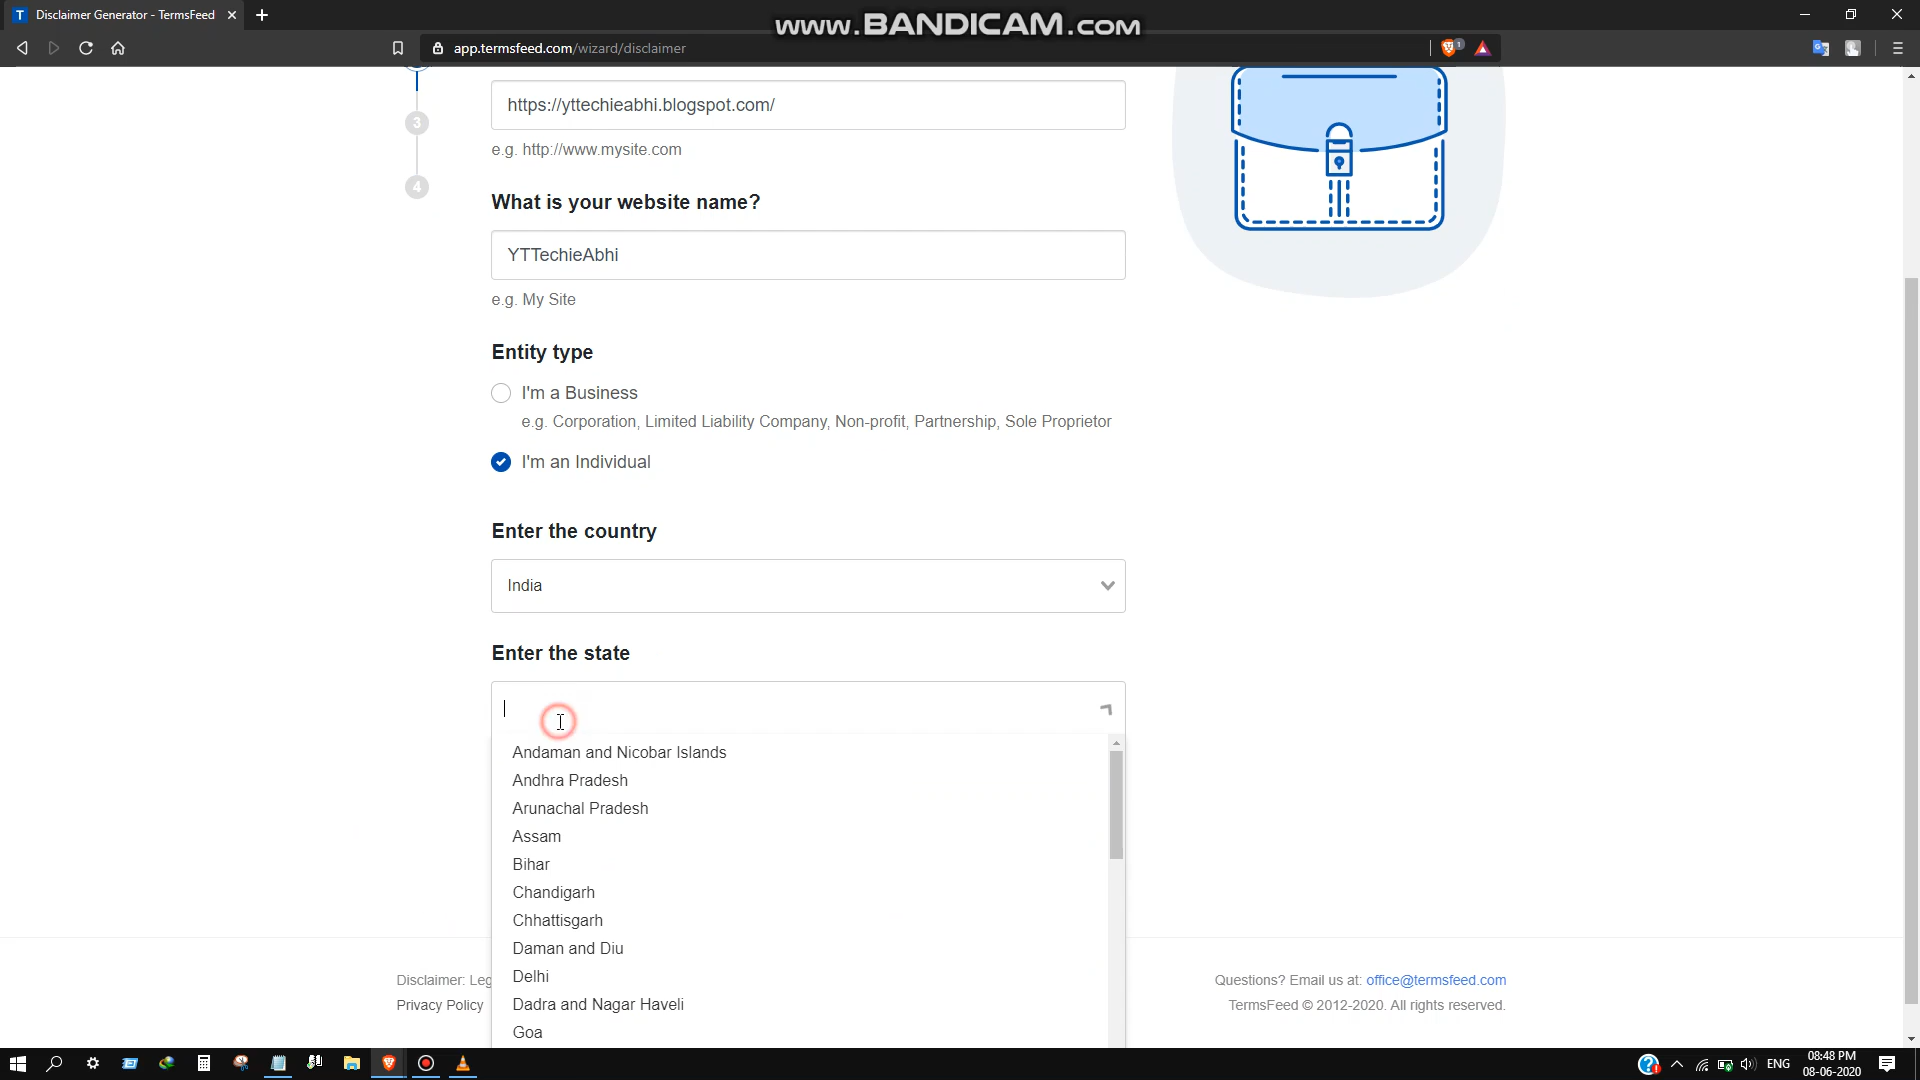 Disclaimer Generator - TermsFeed
www.BANDICAM.com
app.termsfeed.com/wizard/disclaimer
https://yttechieabhi.blogspot.com/
3
e.g. http://www.mysite.com
4
What is your website name?
YTTechieAbhi
e.g. My Site
Entity type
I'm a Business
e.g. Corporation, Limited Liability Company, Non-profit, Partnership, Sole Proprietor
I'm an Individual
Enter the country
India
Enter the state
Andaman and Nicobar Islands
Andhra Pradesh
Arunachal Pradesh
Assam
Bihar
Chandigarh
Chhattisgarh
Daman and Diu
Delhi
Dadra and Nagar Haveli
Goa
Disclaimer: Leg
Privacy Policy
Questions? Email us at: office@termsfeed.com
TermsFeed © 2012-2020. All rights reserved.
ENG
08:48 PM
08-06-2020